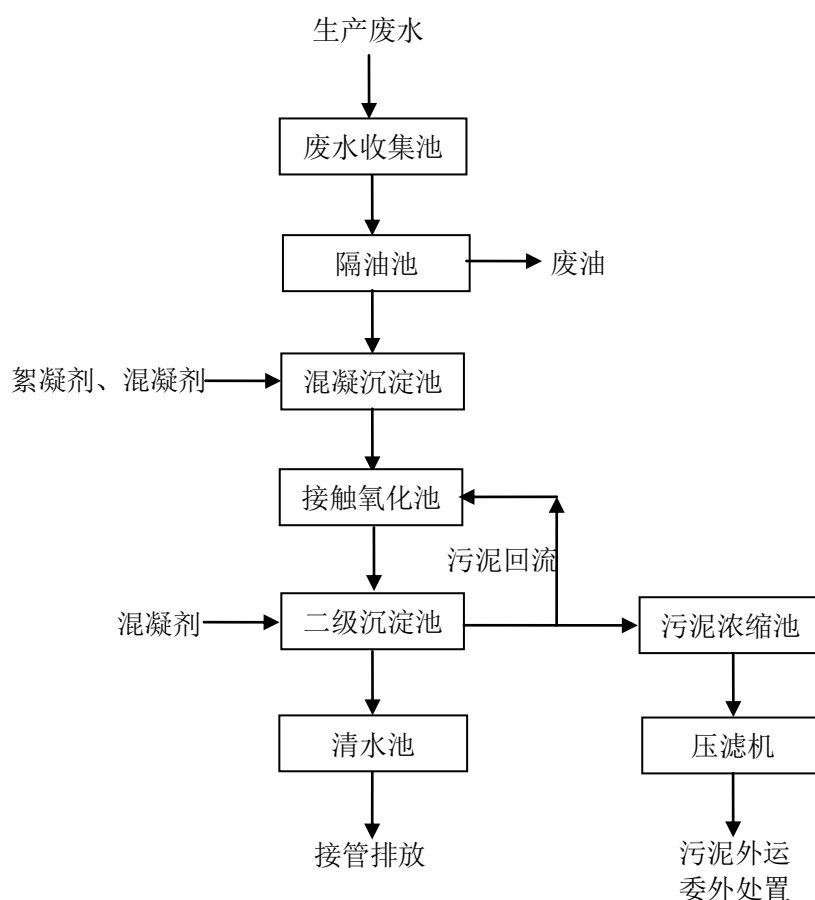 生产废水
废水收集池
隔油池
废油
絮凝剂、混凝剂
混凝沉淀池
接触氧化池
污泥回流
混凝剂
二级沉淀池
污泥浓缩池
清水池
压滤机
接管排放
污泥外运
委外处置